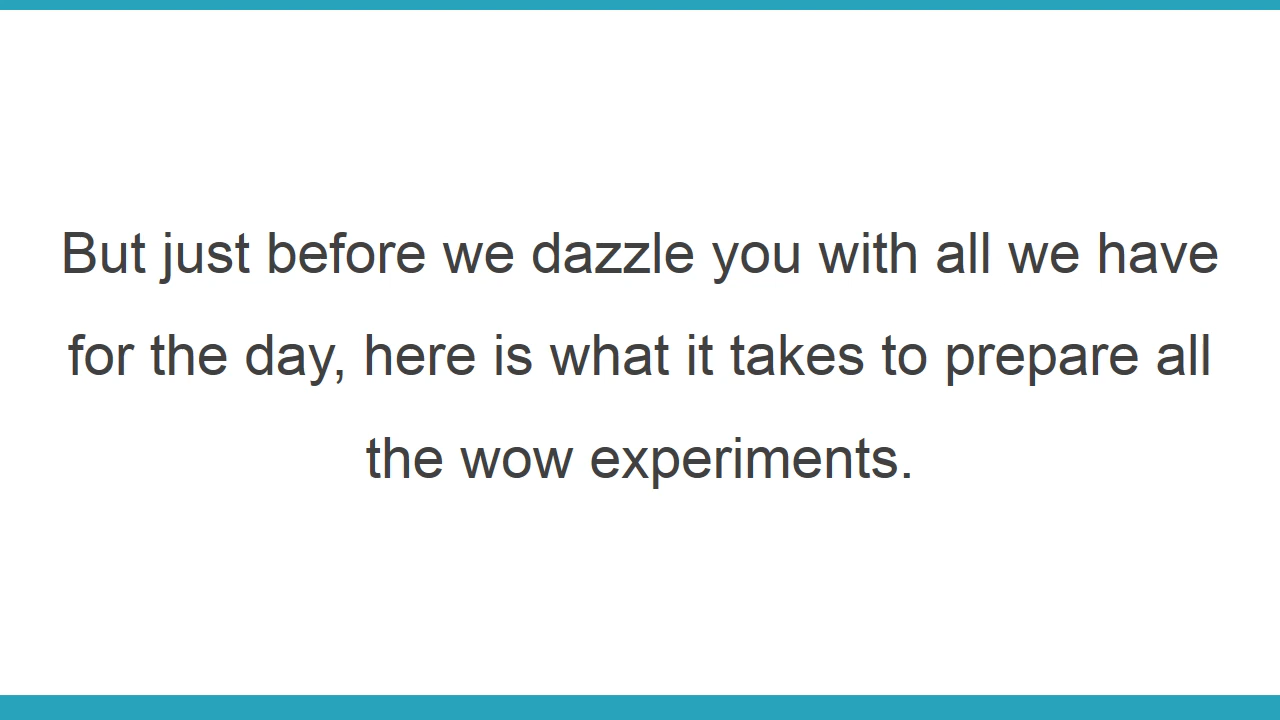 But just before we dazzle you with all we have
for the day, here is what it takes to prepare all
the wow experiments.